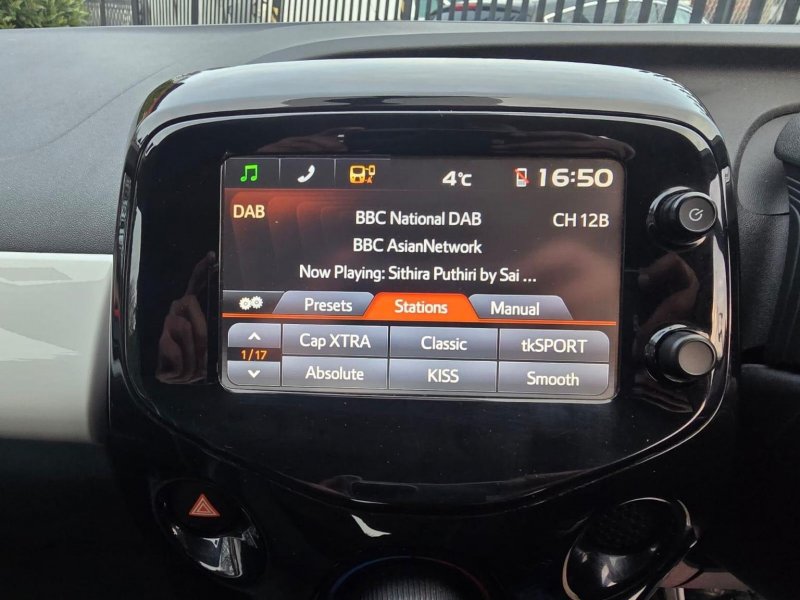 4°C 16:50
DAB BBC National DAB CH 12B
BBC AsianNetwork
Now Playing: Sithira Puthiri by Sai ...
Presets Stations Manual
1/17
Cap XTRA Classic tkSPORT
Absolute KISS Smooth